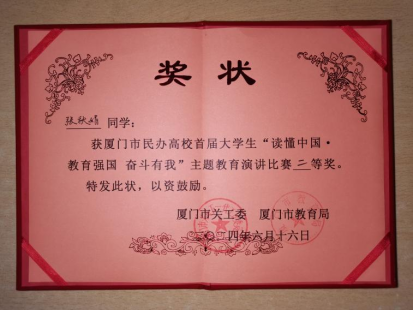 奖状
张秋娟 同学：
获厦门市民办高校首届大学生“读懂中国·
教育强国 奋斗有我”主题教育演讲比赛二等奖。
特发此状，以资鼓励。
厦门市关工委 厦门市教育局
二〇二四年六月十六日